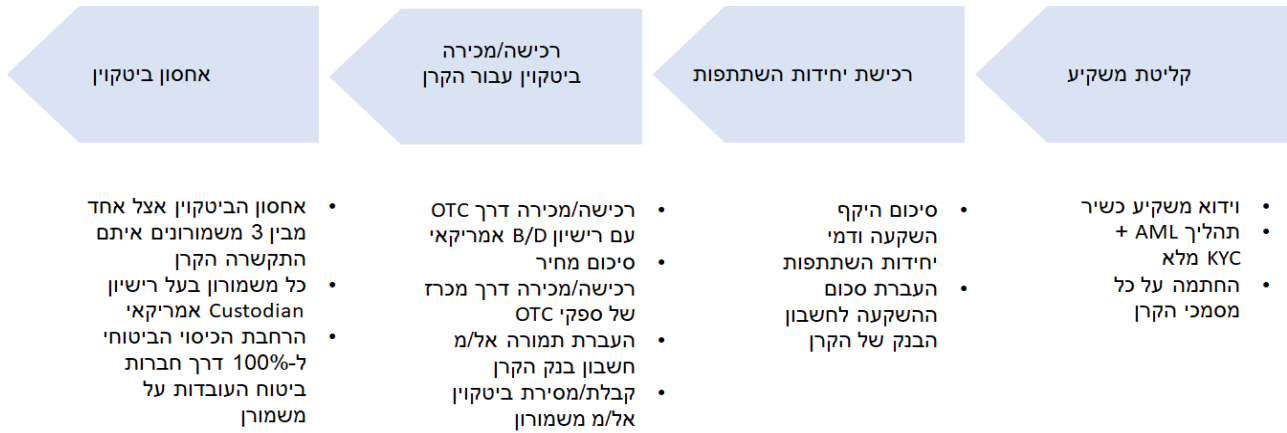 קליטת משקיע
רכישת יחידות השתתפות
רכישה/מכירה
ביטקוין עבור הקרן
אחסון ביטקוין
• וידוא משקיע כשיר
• תהליך AML +
KYC מלא
• החתמה על כל
מסמכי הקרן
• סיכום היקף
השקעה ודמי
יחידות השתתפות
• העברת סכום
ההשקעה לחשבון
הבנק של הקרן
• רכישה/מכירה דרך OTC
עם רישיון B/D אמריקאי
• סיכום מחיר
רכישה/מכירה דרך מכרז
של ספקי OTC
• העברת תמורה אל/מ
חשבון בנק הקרן
• קבלת/מסירת ביטקוין
אל/מ משמורון
• אחסון הביטקוין אצל אחד
מבין 3 משמורונים איתם
התקשרה הקרן
• כל משמורון בעל רישיון
Custodian אמריקאי
• הרחבת הכיסוי הביטוחי
ל-100% דרך חברות
ביטוח העובדות על
משמורן